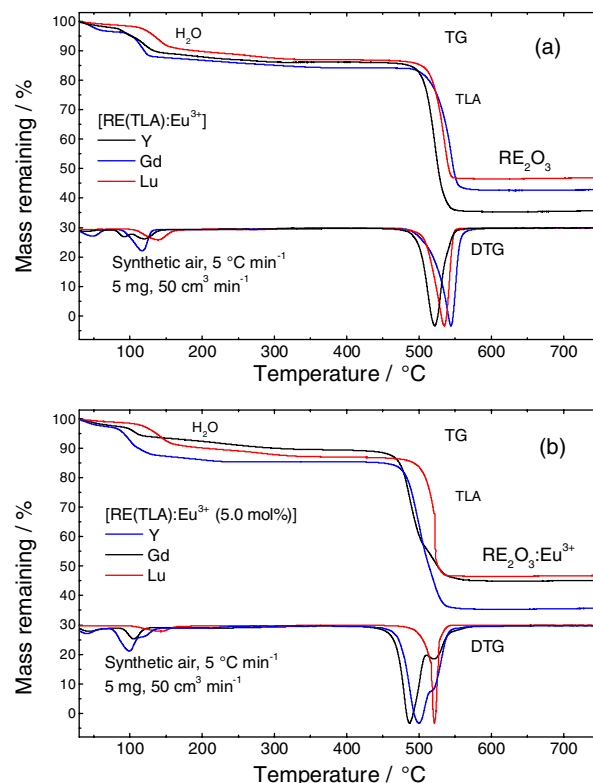 TG
(a)
H₂O
TLA
[RE(TLA):Eu³⁺]
Y
Gd
Lu
RE₂O₃
DTG
Synthetic air, 5 °C min⁻¹
5 mg, 50 cm³ min⁻¹
Mass remaining / %
100
90
80
70
60
50
40
30
20
10
0
100 200 300 400 500 600 700
Temperature / °C
TG
(b)
H₂O
TLA
[RE(TLA):Eu³⁺ (5.0 mol%)]
Y
Gd
Lu
RE₂O₃:Eu³⁺
DTG
Synthetic air, 5 °C min⁻¹
5 mg, 50 cm³ min⁻¹
Mass remaining / %
100
90
80
70
60
50
40
30
20
10
0
100 200 300 400 500 600 700
Temperature / °C